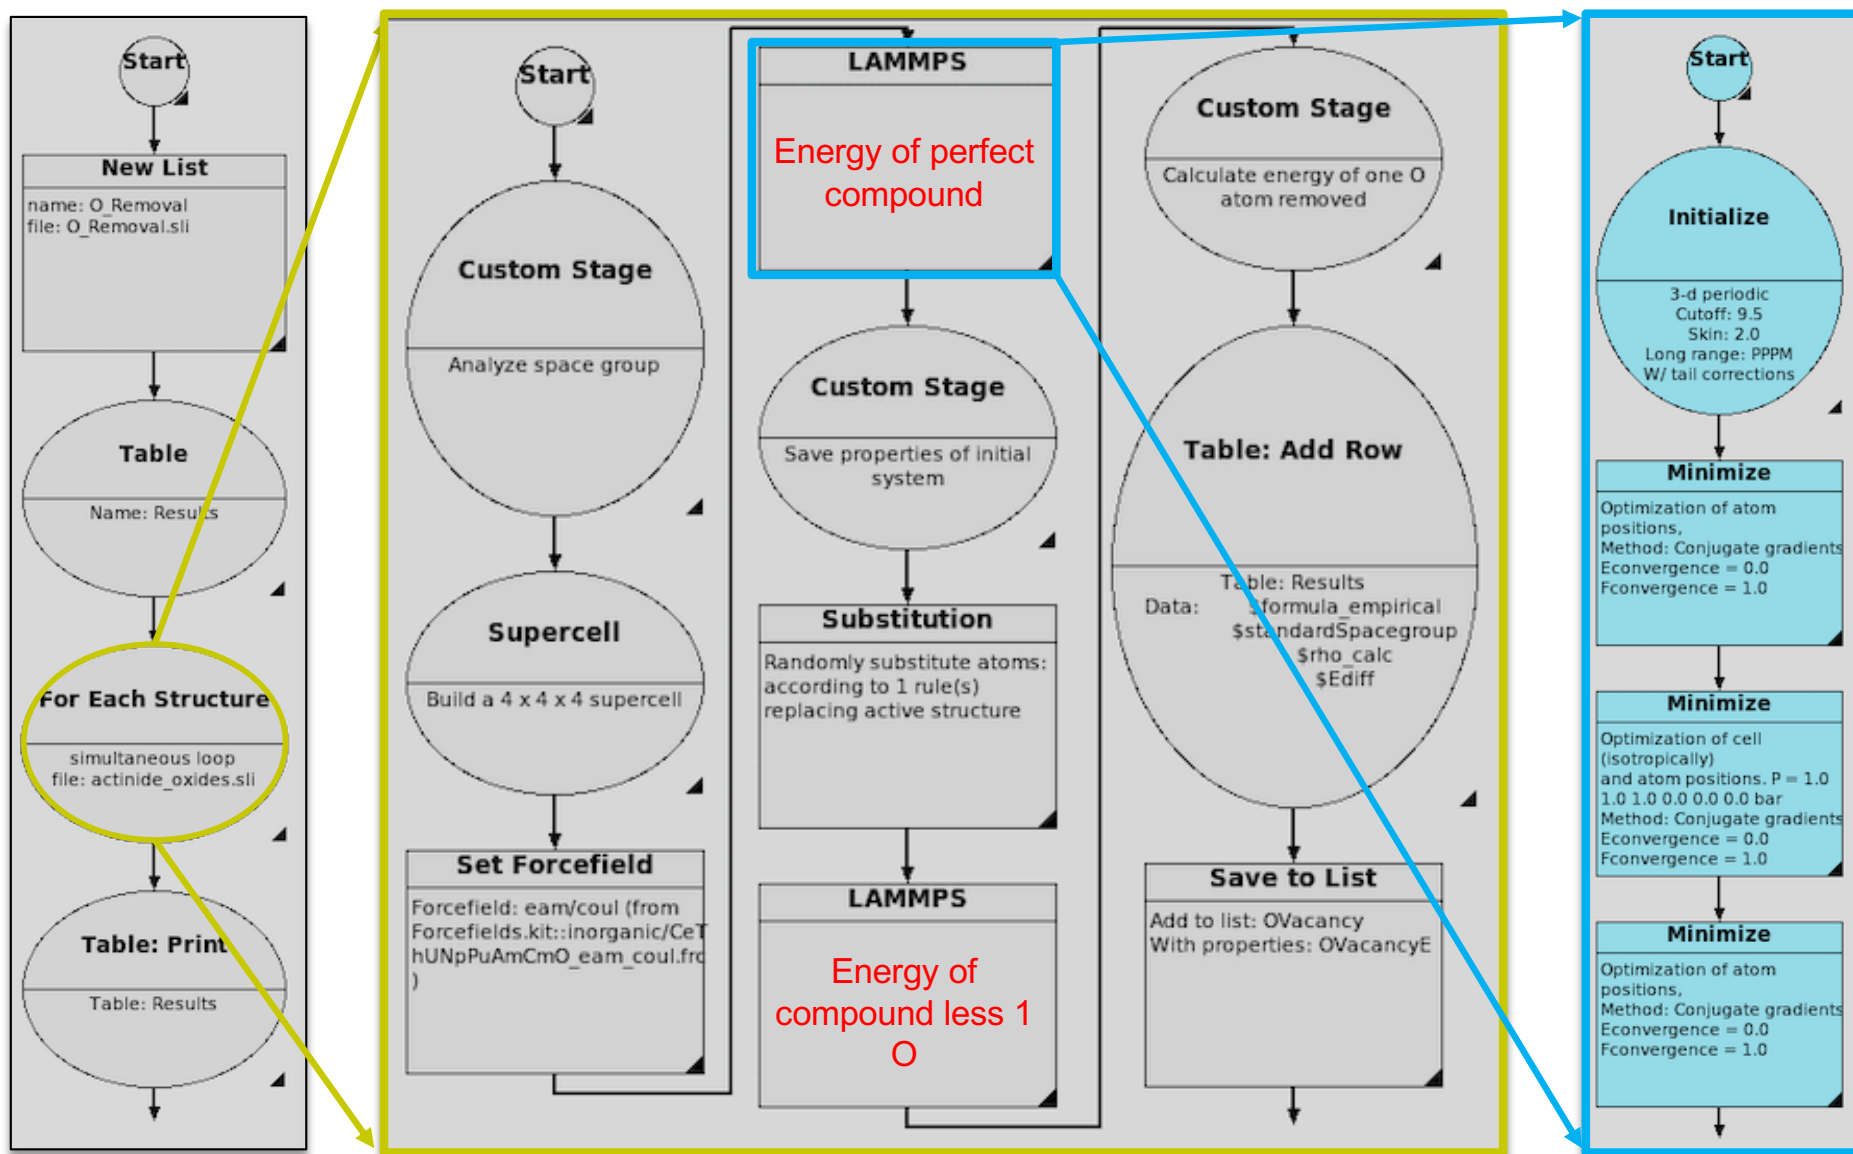 Start
New List
name: O_Removal
file: O_Removal.sli
Table
Name: Results
For Each Structure
simultaneous loop
file: actinide_oxides.sli
Table: Print
Table: Results
Start
Custom Stage
Analyze space group
Supercell
Build a 4 x 4 x 4 supercell
Set Forcefield
Forcefield: eam/coul (from
Forcefields.kit::inorganic/CeT
hUNpPuAmCmO_eam_coul.frc
)
LAMMPS
Energy of perfect
compound
Custom Stage
Save properties of initial
system
Substitution
Randomly substitute atoms:
according to 1 rule(s)
replacing active structure
LAMMPS
Energy of
compound less 1
O
Custom Stage
Calculate energy of one O
atom removed
Table: Add Row
Table: Results
Data: $formula_empirical
$standardSpacegroup
$rho_calc
$Ediff
Save to List
Add to list: OVacancy
With properties: OVacancyE
Start
Initialize
3-d periodic
Cutoff: 9.5
Skin: 2.0
Long range: PPPM
W/ tail corrections
Minimize
Optimization of atom
positions,
Method: Conjugate gradients
Econvergence = 0.0
Fconvergence = 1.0
Minimize
Optimization of cell
(isotropically)
and atom positions. P = 1.0
1.0 1.0 0.0 0.0 0.0 bar
Method: Conjugate gradients
Econvergence = 0.0
Fconvergence = 1.0
Minimize
Optimization of atom
positions,
Method: Conjugate gradients
Econvergence = 0.0
Fconvergence = 1.0